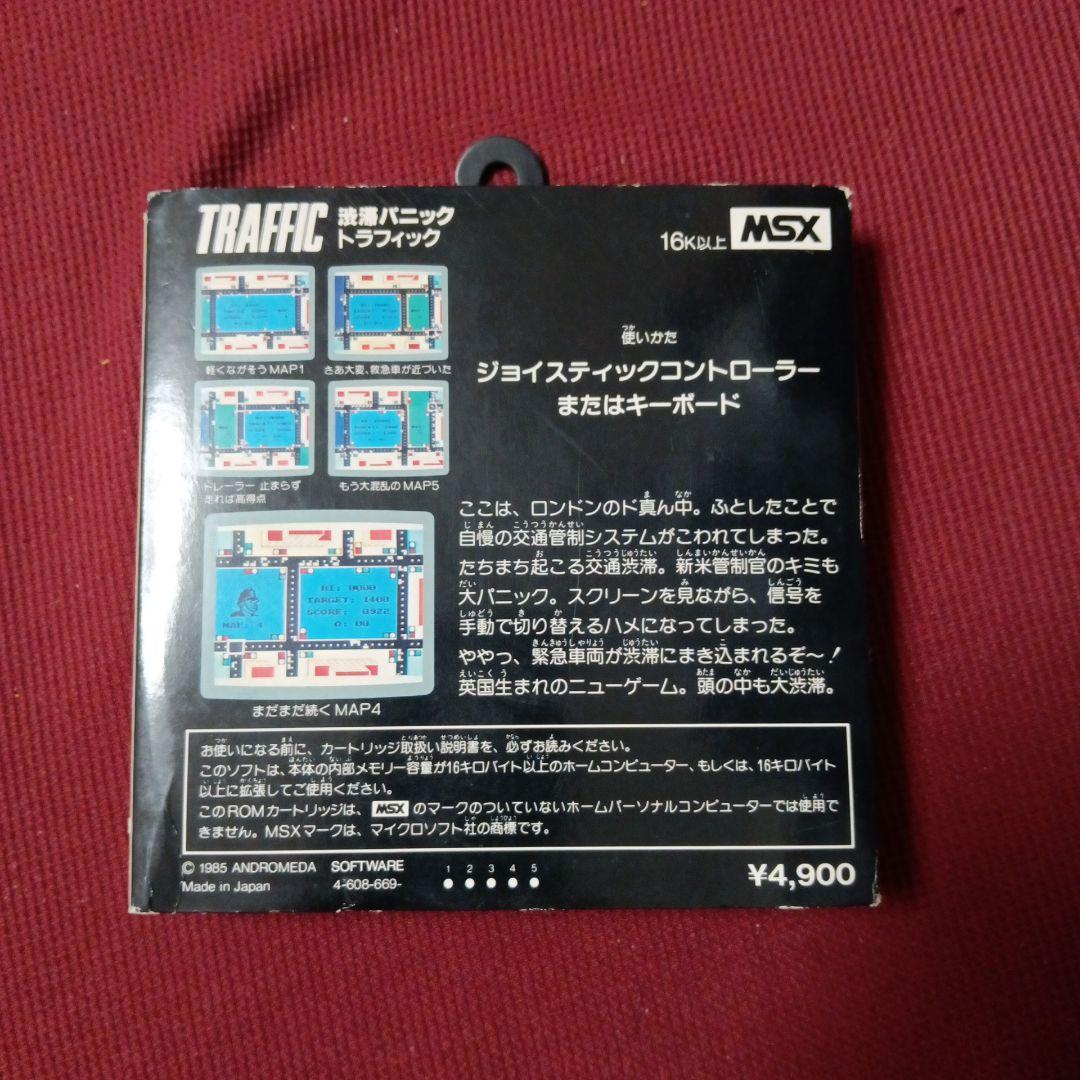 TRAFFIC 渋滞パニック
トラフィック
16K以上 MSX
軽くながそう MAP1
さあ大変、救急車が近づいた
トレーラー 止まらず
走れば高得点
もう大混乱の MAP5
HI: 0000
TARGET: 1400
SCORE: 0922
MAP: 4
まだまだ続く MAP4
使いかた
ジョイスティックコントローラー
またはキーボード
ここは、ロンドンのド真ん中。ふとしたことで
自慢の交通管制システムがこわれてしまった。
たちまち起こる交通渋滞。新米管制官のキミも
大パニック。スクリーンを見ながら、信号を
手動で切り替えるハメになってしまった。
ややっ、緊急車両が渋滞にまき込まれるぞ〜!
英国生まれのニューゲーム。頭の中も大渋滞。
お使いになる前に、カートリッジ取扱い説明書を、必ずお読みください。
このソフトは、本体の内部メモリー容量が16キロバイト以上のホームコンピューター、もしくは、16キロバイト
以上に拡張してご使用ください。
このROMカートリッジは、MSX のマークのついていないホームパーソナルコンピューターでは使用で
きません。MSXマークは、マイクロソフト社の商標です。
© 1985 ANDROMEDA SOFTWARE
Made in Japan 4-608-669-
1 2 3 4 5
¥4,900